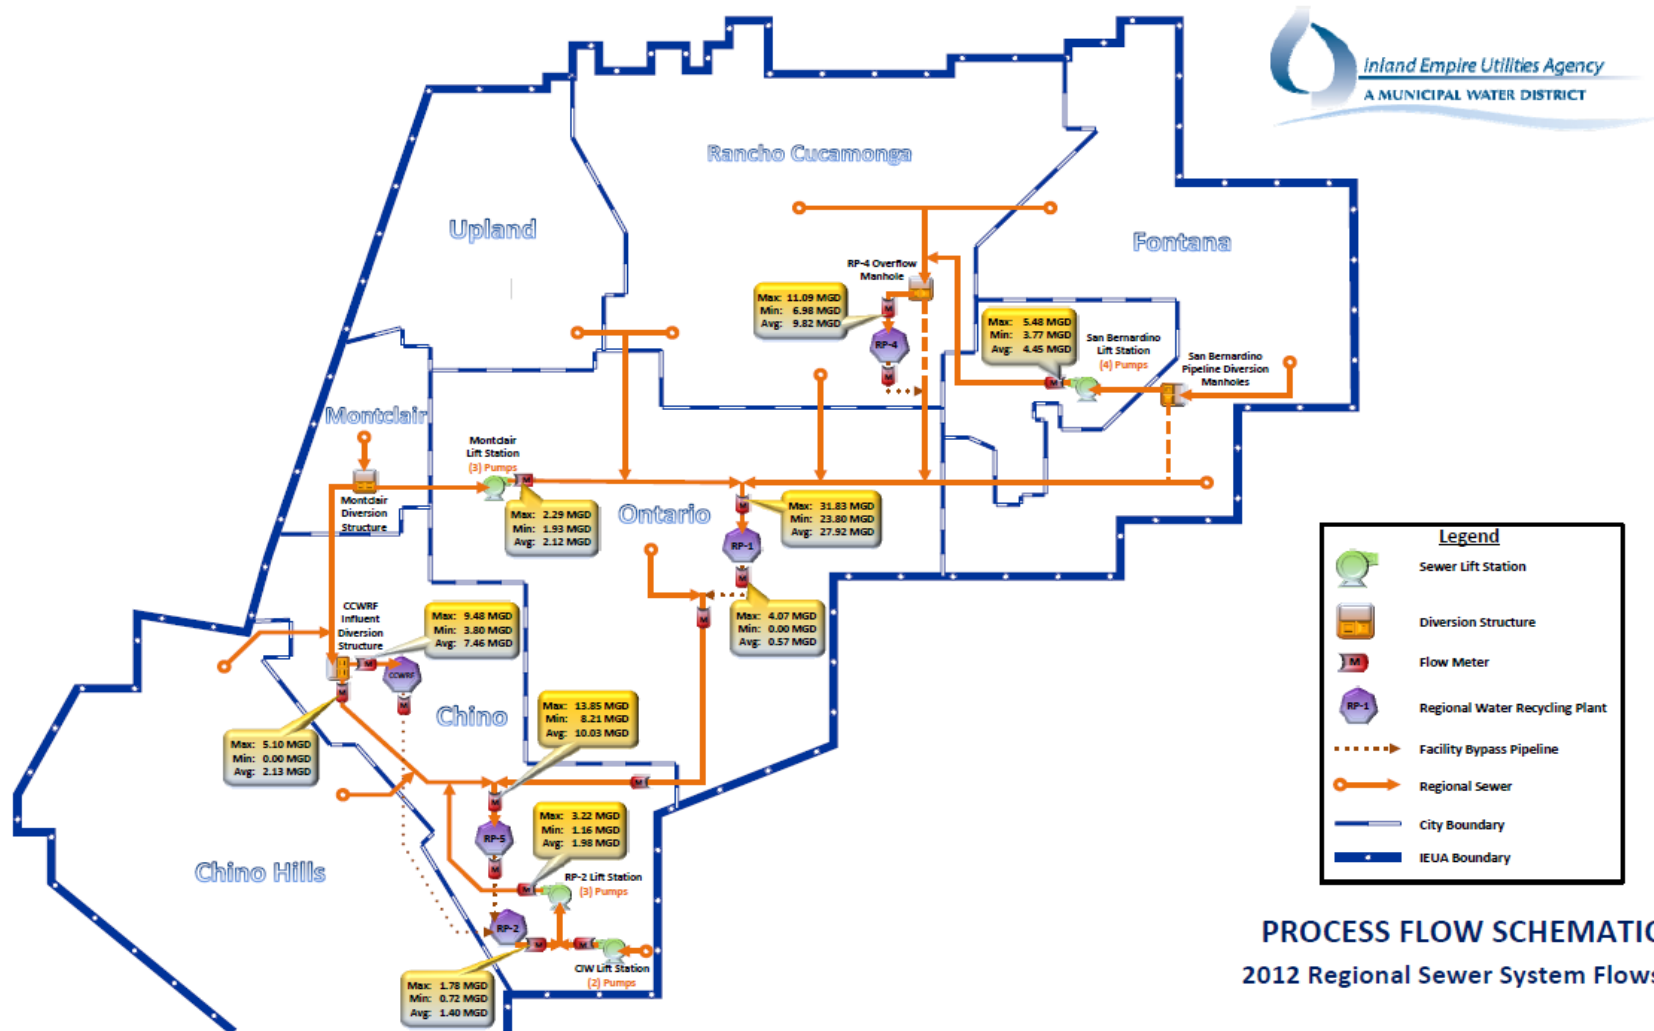 Inland Empire Utilities Agency
A MUNICIPAL WATER DISTRICT
Rancho Cucamonga
Upland
Fontana
RP-4 Overflow
Manhole
Max: 11.09 MGD
Min: 6.98 MGD
Avg: 9.82 MGD
M
RP-4
M
Max: 5.48 MGD
Min: 3.77 MGD
Avg: 4.45 MGD
San Bernardino
Lift Station
(4) Pumps
M
San Bernardino
Pipeline Diversion
Manholes
Montclair
Montclair
Lift Station
(3) Pumps
M
Montclair
Diversion
Structure
Max: 2.29 MGD
Min: 1.93 MGD
Avg: 2.12 MGD
Ontario
M
Max: 31.83 MGD
Min: 23.80 MGD
Avg: 27.92 MGD
RP-1
M
Max: 4.07 MGD
Min: 0.00 MGD
Avg: 0.57 MGD
M
CCWRF
Influent
Diversion
Structure
Max: 9.48 MGD
Min: 3.80 MGD
Avg: 7.46 MGD
M
CCWRF
M
M
Chino
Max: 5.10 MGD
Min: 0.00 MGD
Avg: 2.13 MGD
Max: 13.85 MGD
Min: 8.21 MGD
Avg: 10.03 MGD
M
M
RP-5
M
Max: 3.22 MGD
Min: 1.16 MGD
Avg: 1.98 MGD
Chino Hills
RP-2 Lift Station
(3) Pumps
M
RP-2
M
M
CIW Lift Station
(2) Pumps
Max: 1.78 MGD
Min: 0.72 MGD
Avg: 1.40 MGD
Legend
Sewer Lift Station
Diversion Structure
M
Flow Meter
RP-1
Regional Water Recycling Plant
Facility Bypass Pipeline
Regional Sewer
City Boundary
IEUA Boundary
PROCESS FLOW SCHEMATIC
2012 Regional Sewer System Flows